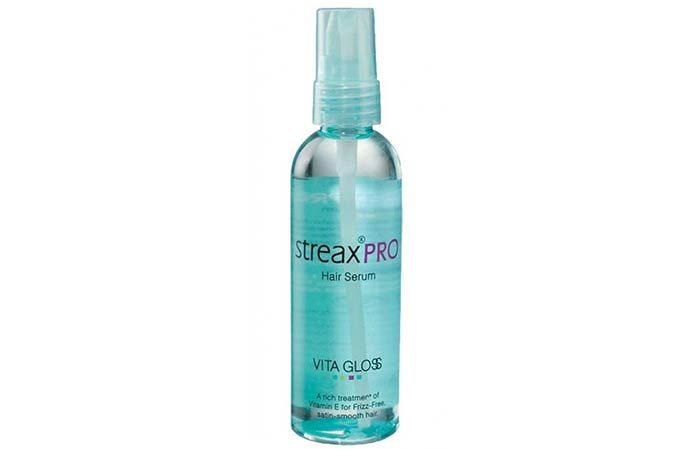 streax®PRO
Hair Serum
VITA GLOSS
A rich treatment of
Vitamin E for Frizz-Free,
satin-smooth hair.